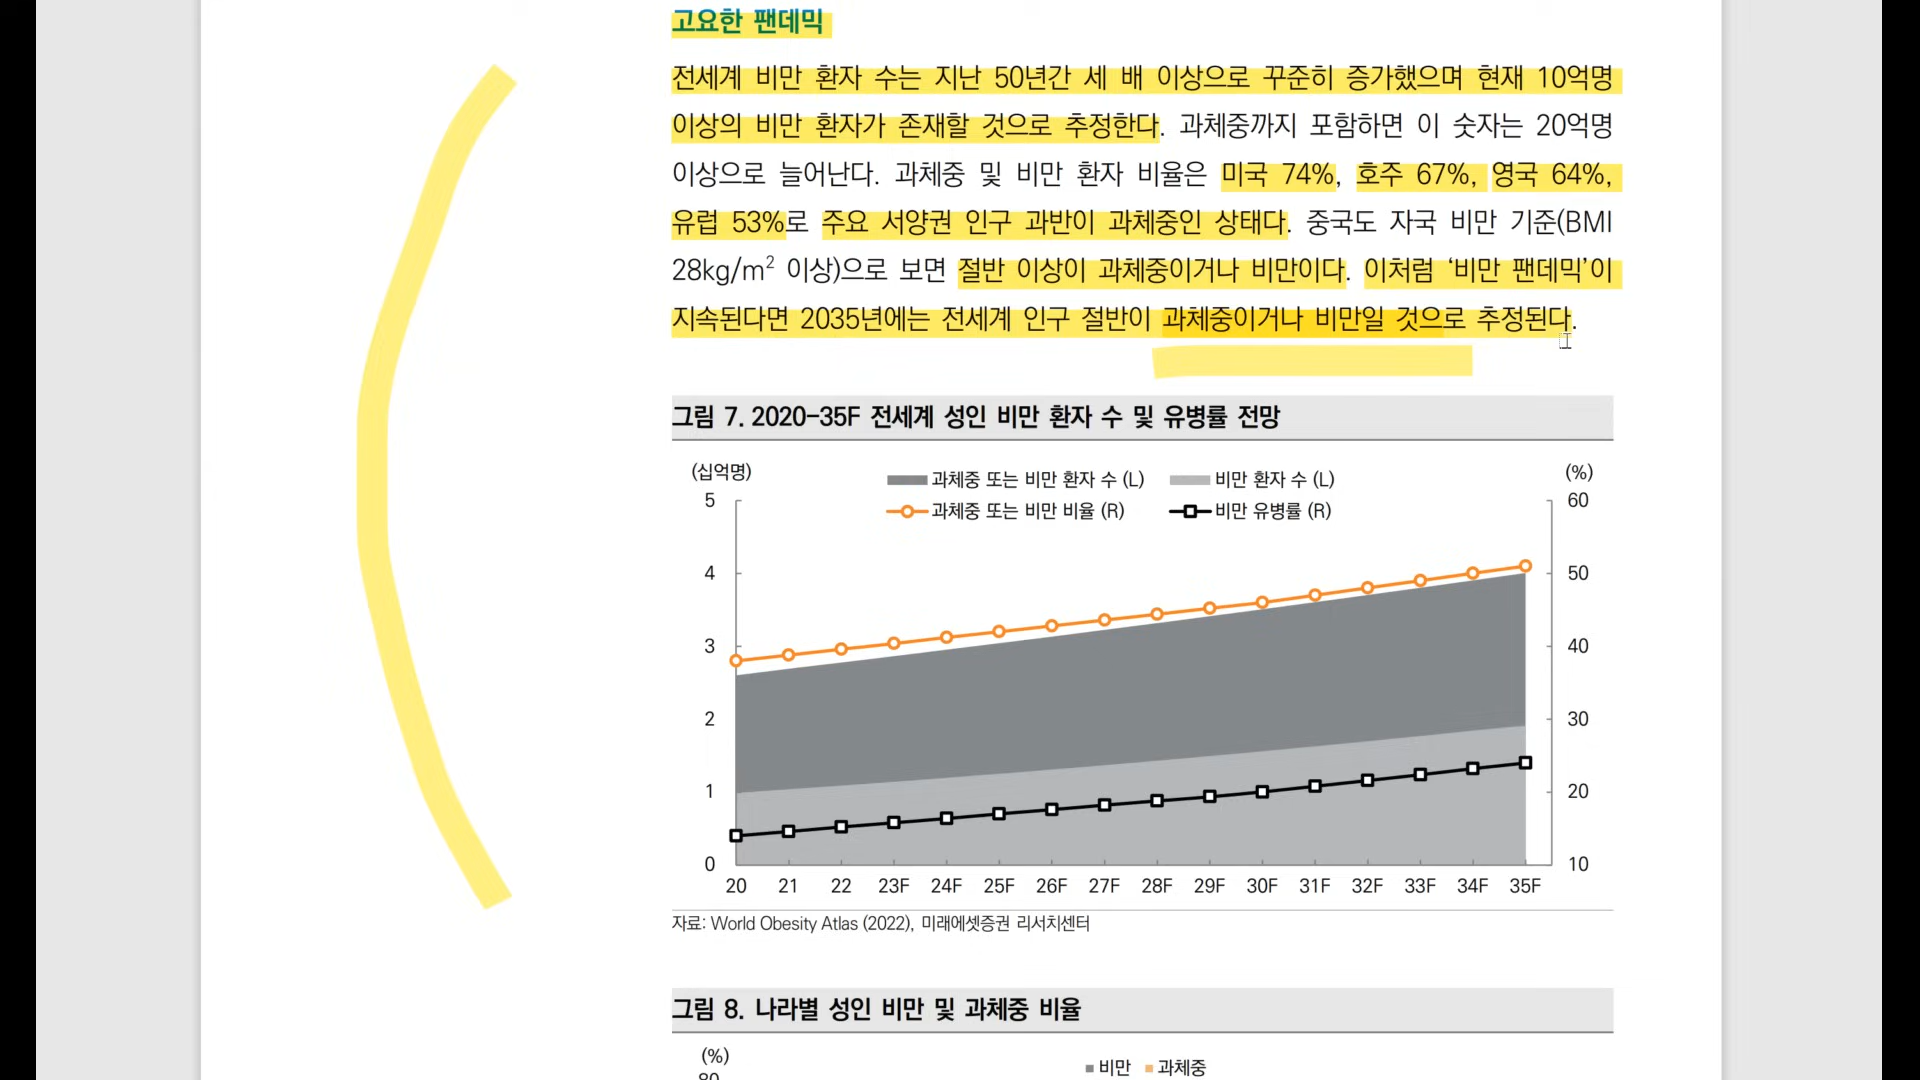 고요한 팬데믹
전세계 비만 환자 수는 지난 50년간 세 배 이상으로 꾸준히 증가했으며 현재 10억명
이상의 비만 환자가 존재할 것으로 추정한다. 과체중까지 포함하면 이 숫자는 20억명
이상으로 늘어난다. 과체중 및 비만 환자 비율은 미국 74%, 호주 67%, 영국 64%,
유럽 53%로 주요 서양권 인구 과반이 과체중인 상태다. 중국도 자국 비만 기준(BMI
28kg/m² 이상)으로 보면 절반 이상이 과체중이거나 비만이다. 이처럼 ‘비만 팬데믹’이
지속된다면 2035년에는 전세계 인구 절반이 과체중이거나 비만일 것으로 추정된다.
그림 7. 2020-35F 전세계 성인 비만 환자 수 및 유병률 전망
(십억명) (%)
과체중 또는 비만 환자 수 (L) 비만 환자 수 (L)
과체중 또는 비만 비율 (R) 비만 유병률 (R)
5 60
4 50
3 40
2 30
1 20
0 10
20 21 22 23F 24F 25F 26F 27F 28F 29F 30F 31F 32F 33F 34F 35F
자료: World Obesity Atlas (2022), 미래에셋증권 리서치센터
그림 8. 나라별 성인 비만 및 과체중 비율
(%)
비만 과체중
80